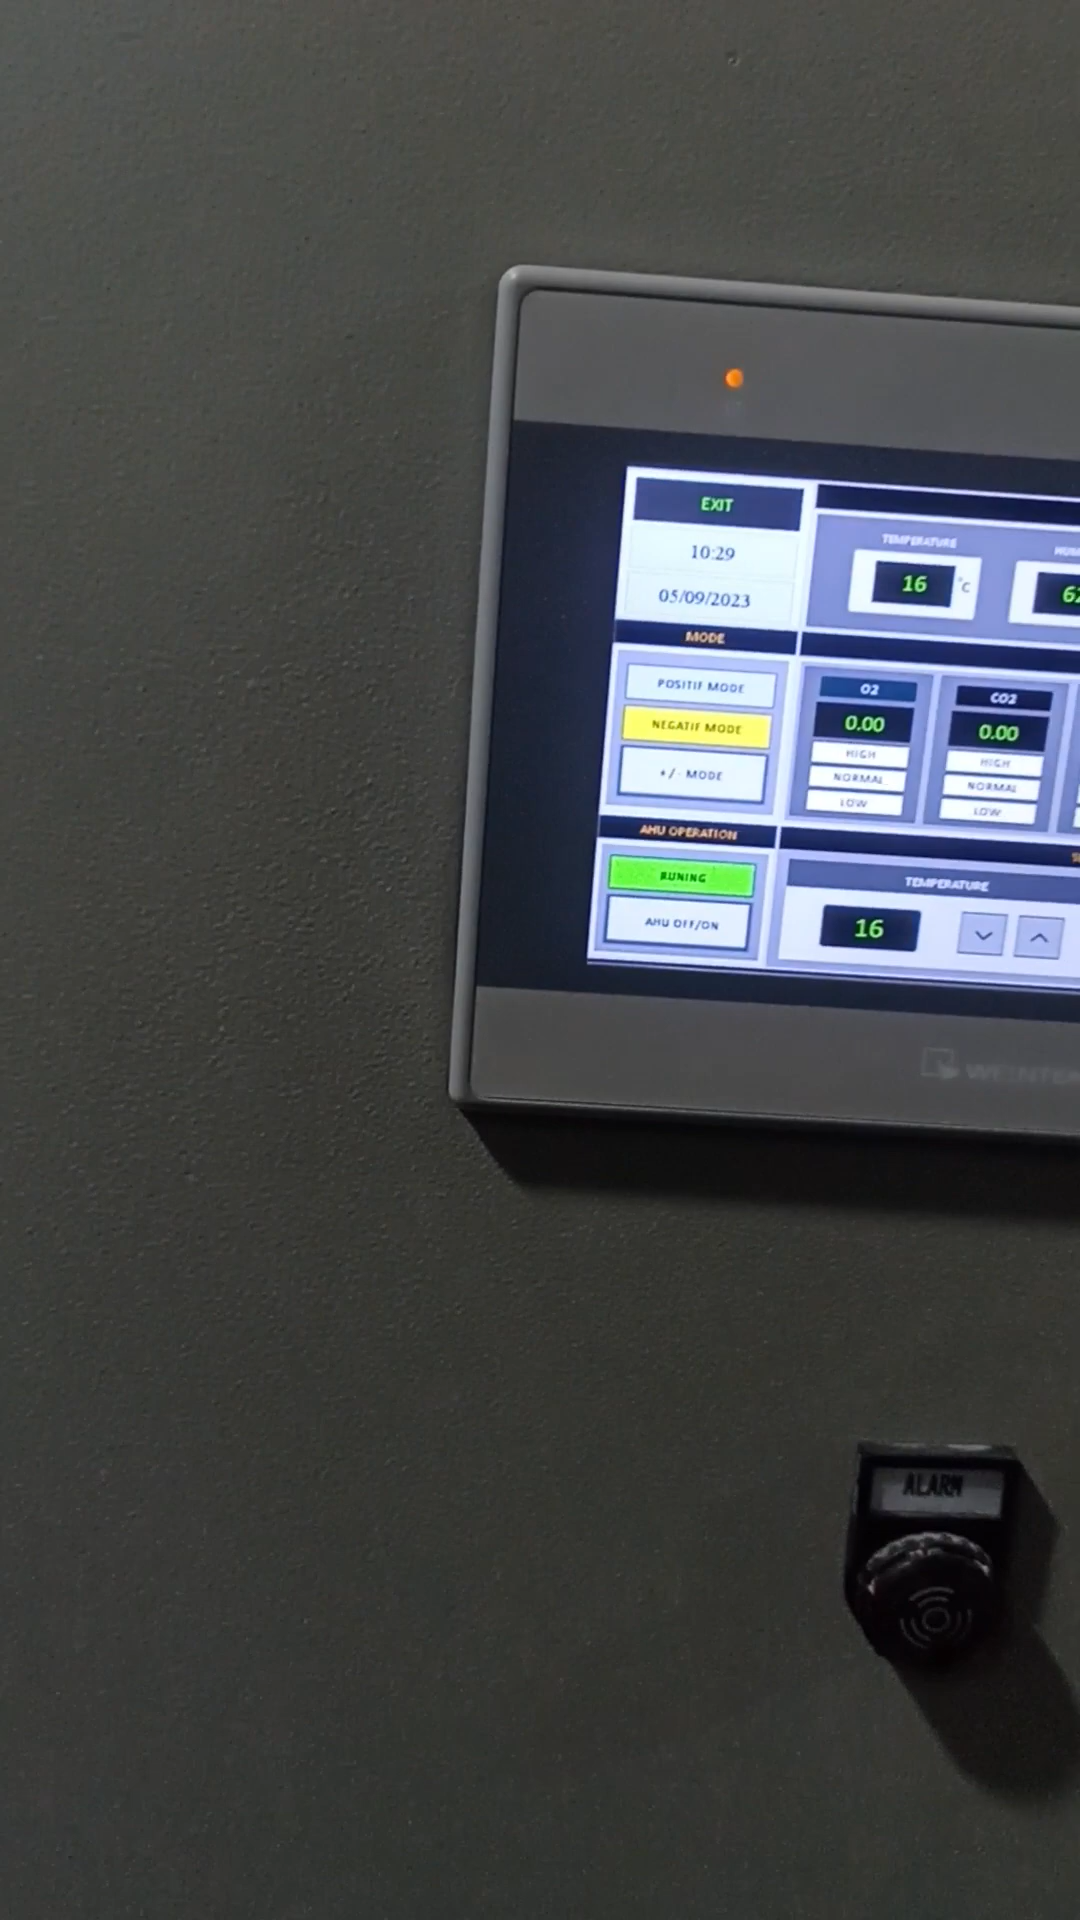 EXIT
10:29
05/09/2023
TEMPERATURE
16 °C
MODE
POSITIF MODE
NEGATIF MODE
+/- MODE
O2
0.00
HIGH
NORMAL
LOW
CO2
0.00
HIGH
NORMAL
LOW
AHU OPERATION
RUNING
AHU OFF/ON
TEMPERATURE
16
ALARM